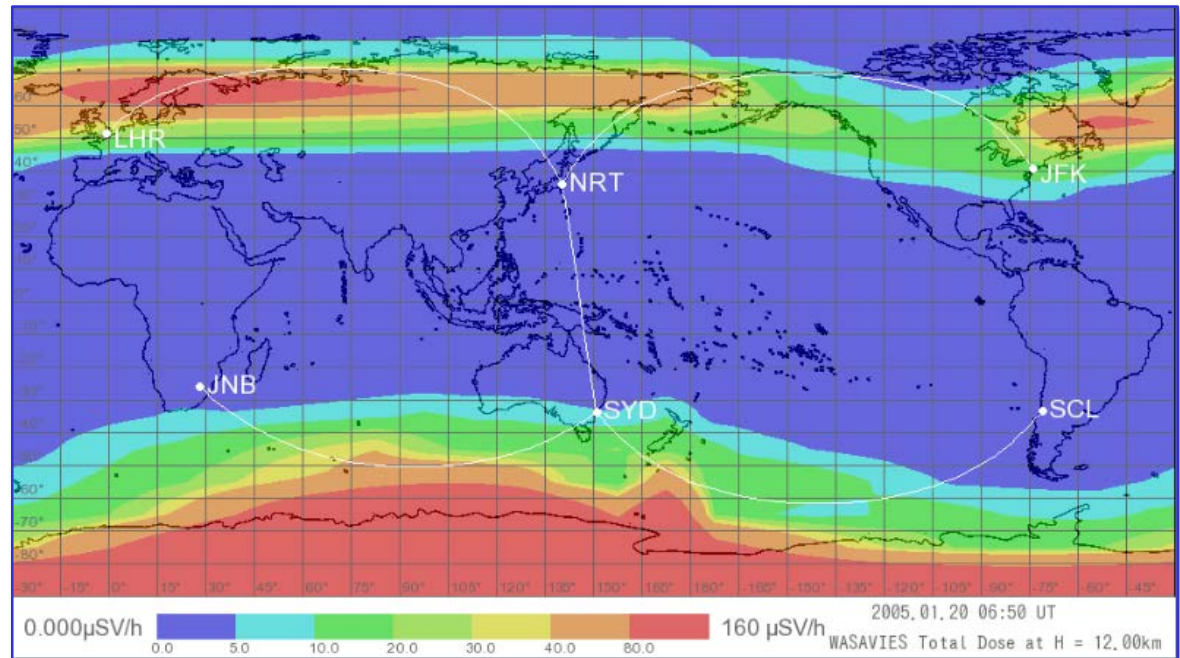 60°
50°
LHR
40°
NRT
JFK
30°
JNB
SYD
SCL
-60°
-70°
-80°
-30° -15° 0° 15° 30° 45° 60° 75° 90° 105° 120° 135° 150° 165° 180° -165° -150° -135° -120° -105° -90° -75° -60° -45°
0.000µSV/h
160 µSV/h
0.0 5.0 10.0 20.0 30.0 40.0 80.0
2005.01.20 06:50 UT
WASAVIES Total Dose at H = 12.00km